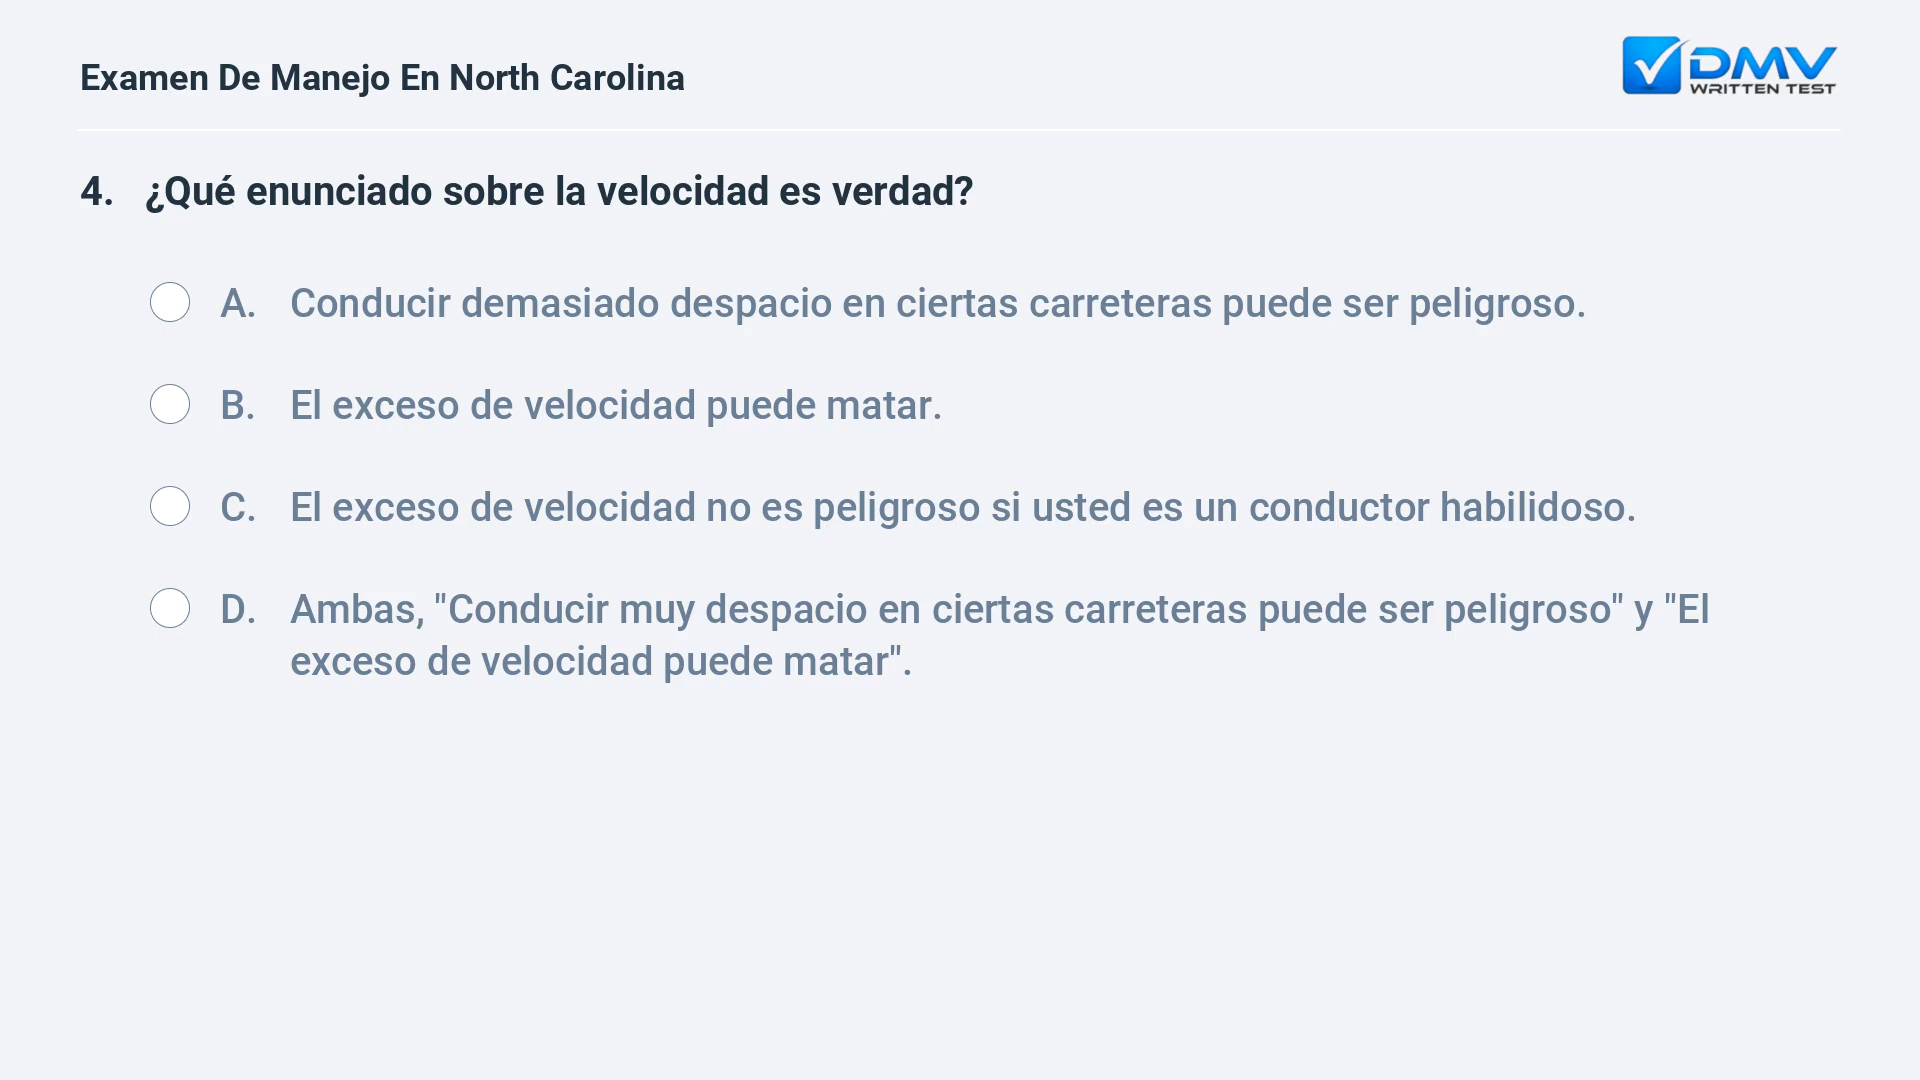 Examen De Manejo En North Carolina
DMV
WRITTEN TEST
4. ¿Qué enunciado sobre la velocidad es verdad?
A. Conducir demasiado despacio en ciertas carreteras puede ser peligroso.
B. El exceso de velocidad puede matar.
C. El exceso de velocidad no es peligroso si usted es un conductor habilidoso.
D. Ambas, "Conducir muy despacio en ciertas carreteras puede ser peligroso" y "El
exceso de velocidad puede matar".